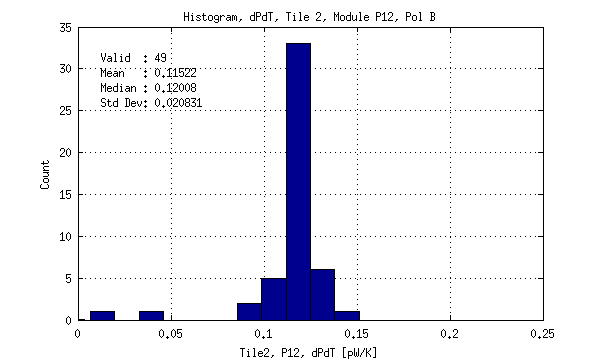 Histogram, dPdT, Tile 2, Module P12, Pol B
35
30
25
20
15
10
5
0
Count
Valid : 49
Mean : 0.11522
Median : 0.12008
Std Dev: 0.020831
0 0.05 0.1 0.15 0.2 0.25
Tile2, P12, dPdT [pW/K]